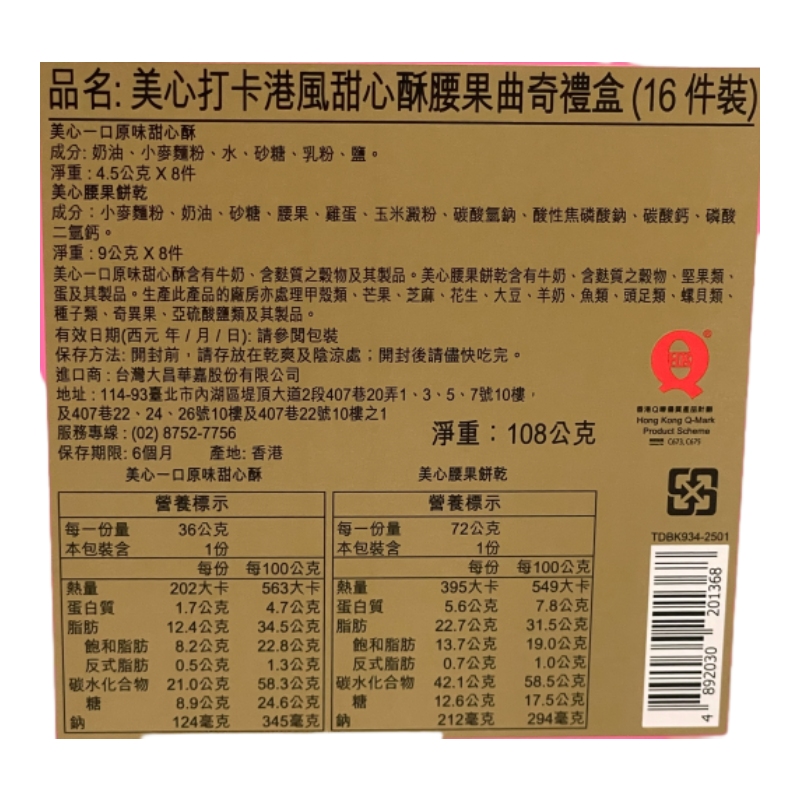 品名: 美心打卡港風甜心酥腰果曲奇禮盒 (16 件裝)
美心一口原味甜心酥
成分: 奶油、小麥麵粉、水、砂糖、乳粉、鹽。
淨重 : 4.5公克 X 8件
美心腰果餅乾
成分：小麥麵粉、奶油、砂糖、腰果、雞蛋、玉米澱粉、碳酸氫鈉、酸性焦磷酸鈉、碳酸鈣、磷酸
二氫鈣。
淨重 : 9公克 X 8件
美心一口原味甜心酥含有牛奶、含麩質之穀物及其製品。美心腰果餅乾含有牛奶、含麩質之穀物、堅果類、
蛋及其製品。生產此產品的廠房亦處理甲殼類、芒果、芝麻、花生、大豆、羊奶、魚類、頭足類、螺貝類、
種子類、奇異果、亞硫酸鹽類及其製品。
有效日期(西元 年 / 月 / 日): 請參閱包裝
保存方法: 開封前，請存放在乾爽及陰涼處；開封後請儘快吃完。
進口商 : 台灣大昌華嘉股份有限公司
地址 : 114-93臺北市內湖區堤頂大道2段407巷20弄1、3、5、7號10樓，
及407巷22、24、26號10樓及407巷22號10樓之1
服務專線 : (02) 8752-7756
淨重：108公克
保存期限: 6個月 產地: 香港
香港Q嘜優質產品計劃
Hong Kong Q-Mark
Product Scheme
C673, C675
美心一口原味甜心酥
營養標示
每一份量 36公克
本包裝含 1份
每份 每100公克
熱量 202大卡 563大卡
蛋白質 1.7公克 4.7公克
脂肪 12.4公克 34.5公克
飽和脂肪 8.2公克 22.8公克
反式脂肪 0.5公克 1.3公克
碳水化合物 21.0公克 58.3公克
糖 8.9公克 24.6公克
鈉 124毫克 345毫克
美心腰果餅乾
營養標示
每一份量 72公克
本包裝含 1份
每份 每100公克
熱量 395大卡 549大卡
蛋白質 5.6公克 7.8公克
脂肪 22.7公克 31.5公克
飽和脂肪 13.7公克 19.0公克
反式脂肪 0.7公克 1.0公克
碳水化合物 42.1公克 58.5公克
糖 12.6公克 17.5公克
鈉 212毫克 294毫克
TDBK934-2501
4 892030 201368